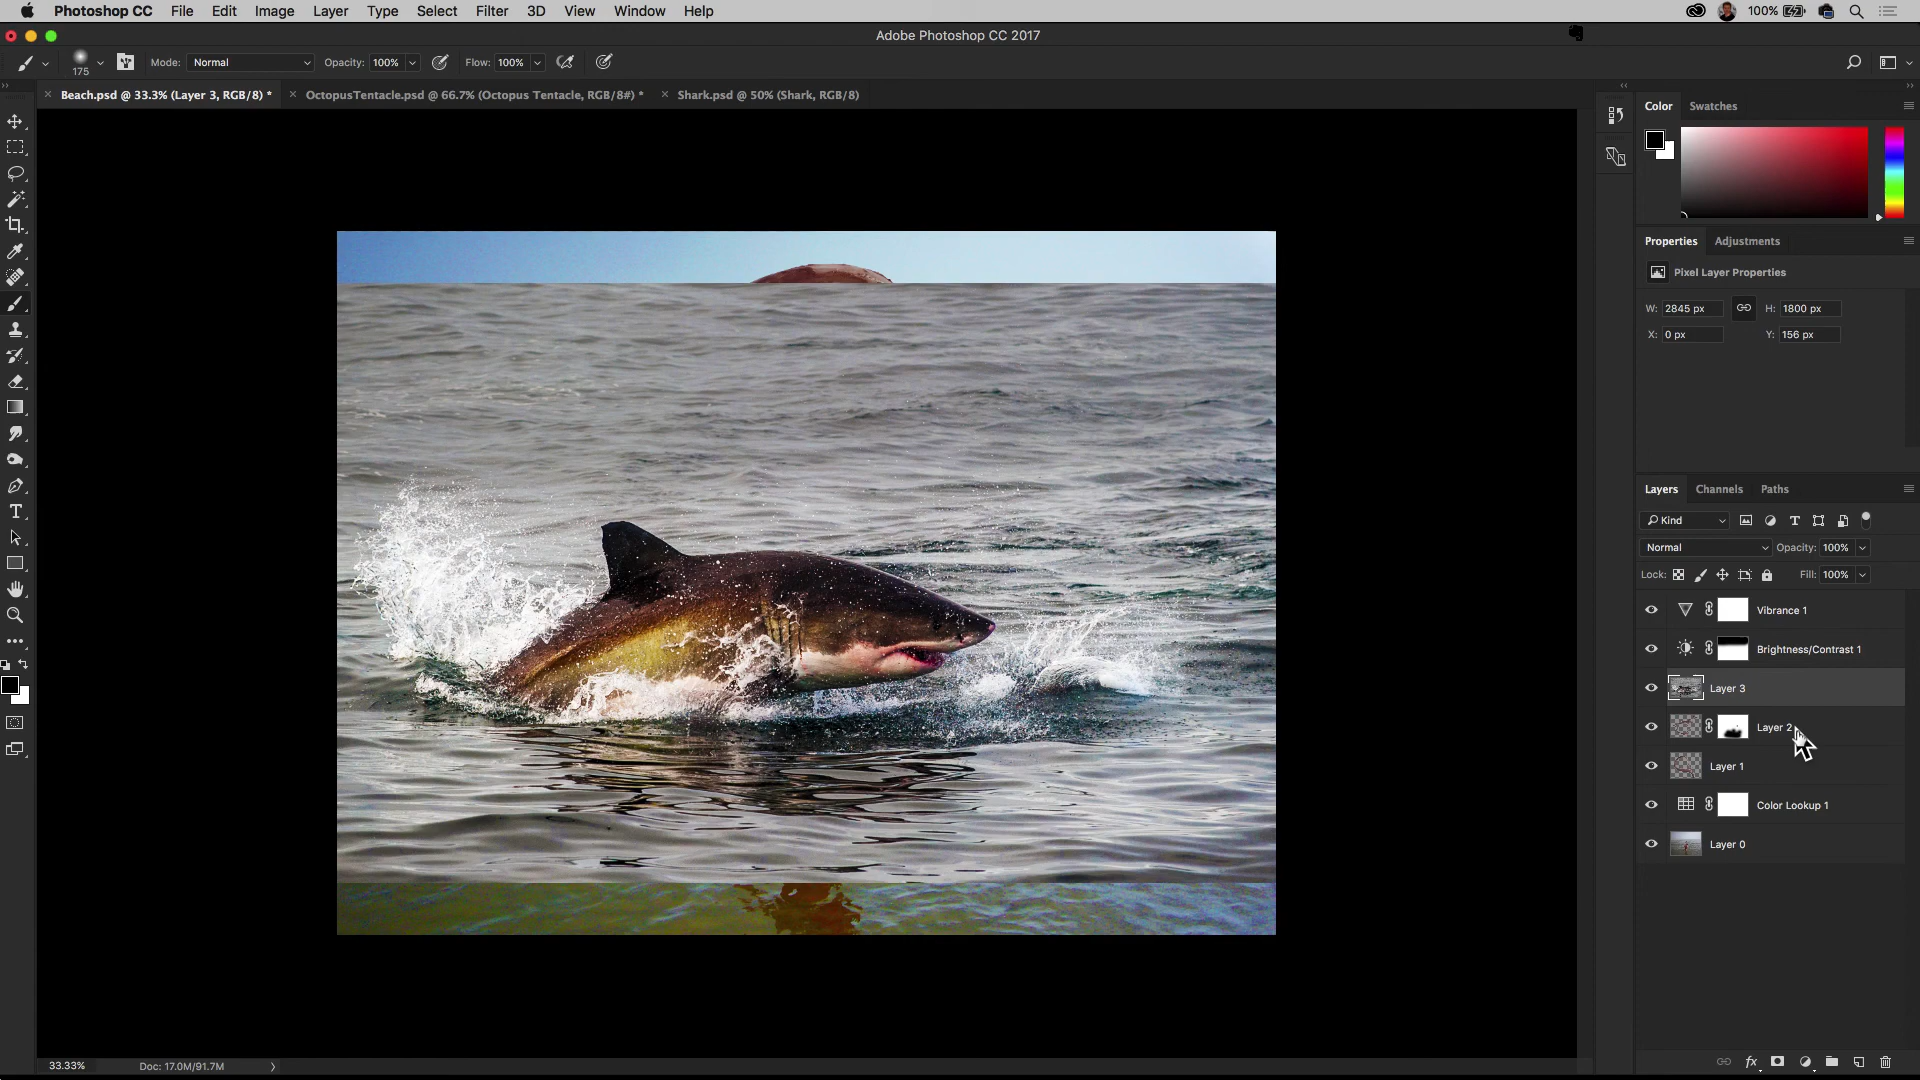 Photoshop CC File Edit Image Layer Type Select Filter 3D View Window Help 100%
Adobe Photoshop CC 2017
175 Mode: Normal Opacity: 100% Flow: 100%
Beach.psd @ 33.3% (Layer 3, RGB/8) * OctopusTentacle.psd @ 66.7% (Octopus Tentacle, RGB/8#) * Shark.psd @ 50% (Shark, RGB/8)
Color Swatches
Properties Adjustments
Pixel Layer Properties
W: 2845 px H: 1800 px
X: 0 px Y: 156 px
Layers Channels Paths
Kind
Normal Opacity: 100%
Lock: Fill: 100%
Vibrance 1
Brightness/Contrast 1
Layer 3
Layer 2
Layer 1
Color Lookup 1
Layer 0
fx
33.33% Doc: 17.0M/91.7M